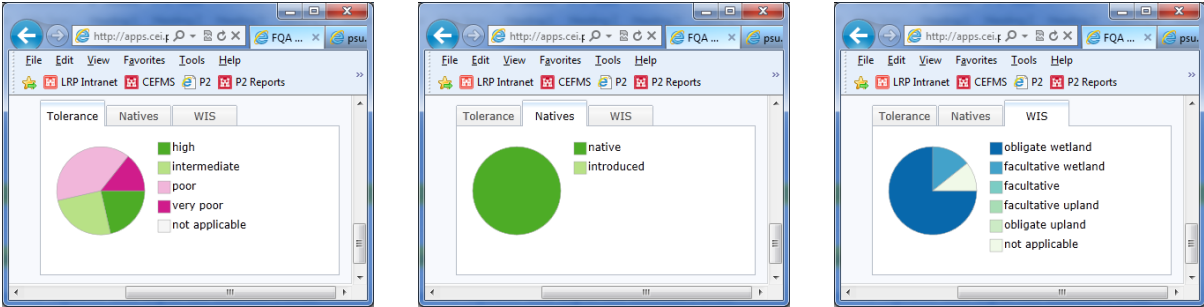 http://apps.cei.p
FQA ...
psu.
File Edit View Favorites Tools Help
LRP Intranet CEFMS P2 P2 Reports
Tolerance Natives WIS
high
intermediate
poor
very poor
not applicable
http://apps.cei.p
FQA ...
psu.
File Edit View Favorites Tools Help
LRP Intranet CEFMS P2 P2 Reports
Tolerance Natives WIS
native
introduced
http://apps.cei.p
FQA ...
psu.
File Edit View Favorites Tools Help
LRP Intranet CEFMS P2 P2 Reports
Tolerance Natives WIS
obligate wetland
facultative wetland
facultative
facultative upland
obligate upland
not applicable